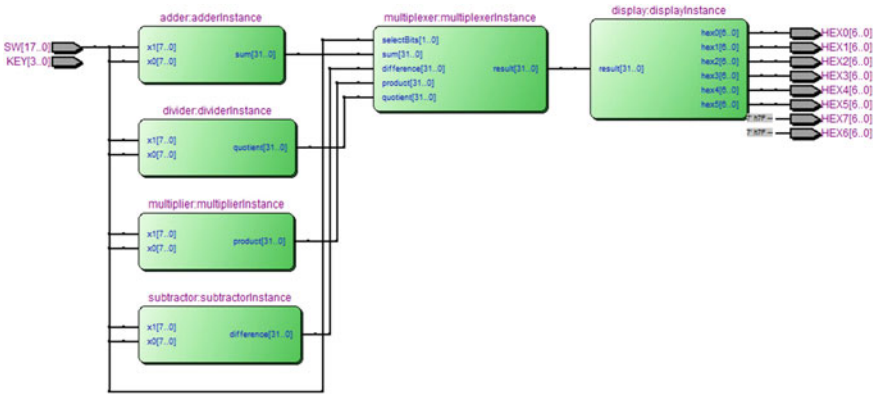 adder:adderInstance
SW[17..0]
KEY[3..0]
x1[7..0]
x0[7..0]
sum[31..0]
divider:dividerInstance
x1[7..0]
x0[7..0]
quotient[31..0]
multiplier:multiplierInstance
x1[7..0]
x0[7..0]
product[31..0]
subtractor:subtractorInstance
x1[7..0]
x0[7..0]
difference[31..0]
multiplexer:multiplexerInstance
selectBits[1..0]
sum[31..0]
difference[31..0]
product[31..0]
quotient[31..0]
result[31..0]
display:displayInstance
result[31..0]
hex0[6..0]
hex1[6..0]
hex2[6..0]
hex3[6..0]
hex4[6..0]
hex5[6..0]
HEX0[6..0]
HEX1[6..0]
HEX2[6..0]
HEX3[6..0]
HEX4[6..0]
HEX5[6..0]
HEX7[6..0]
HEX6[6..0]